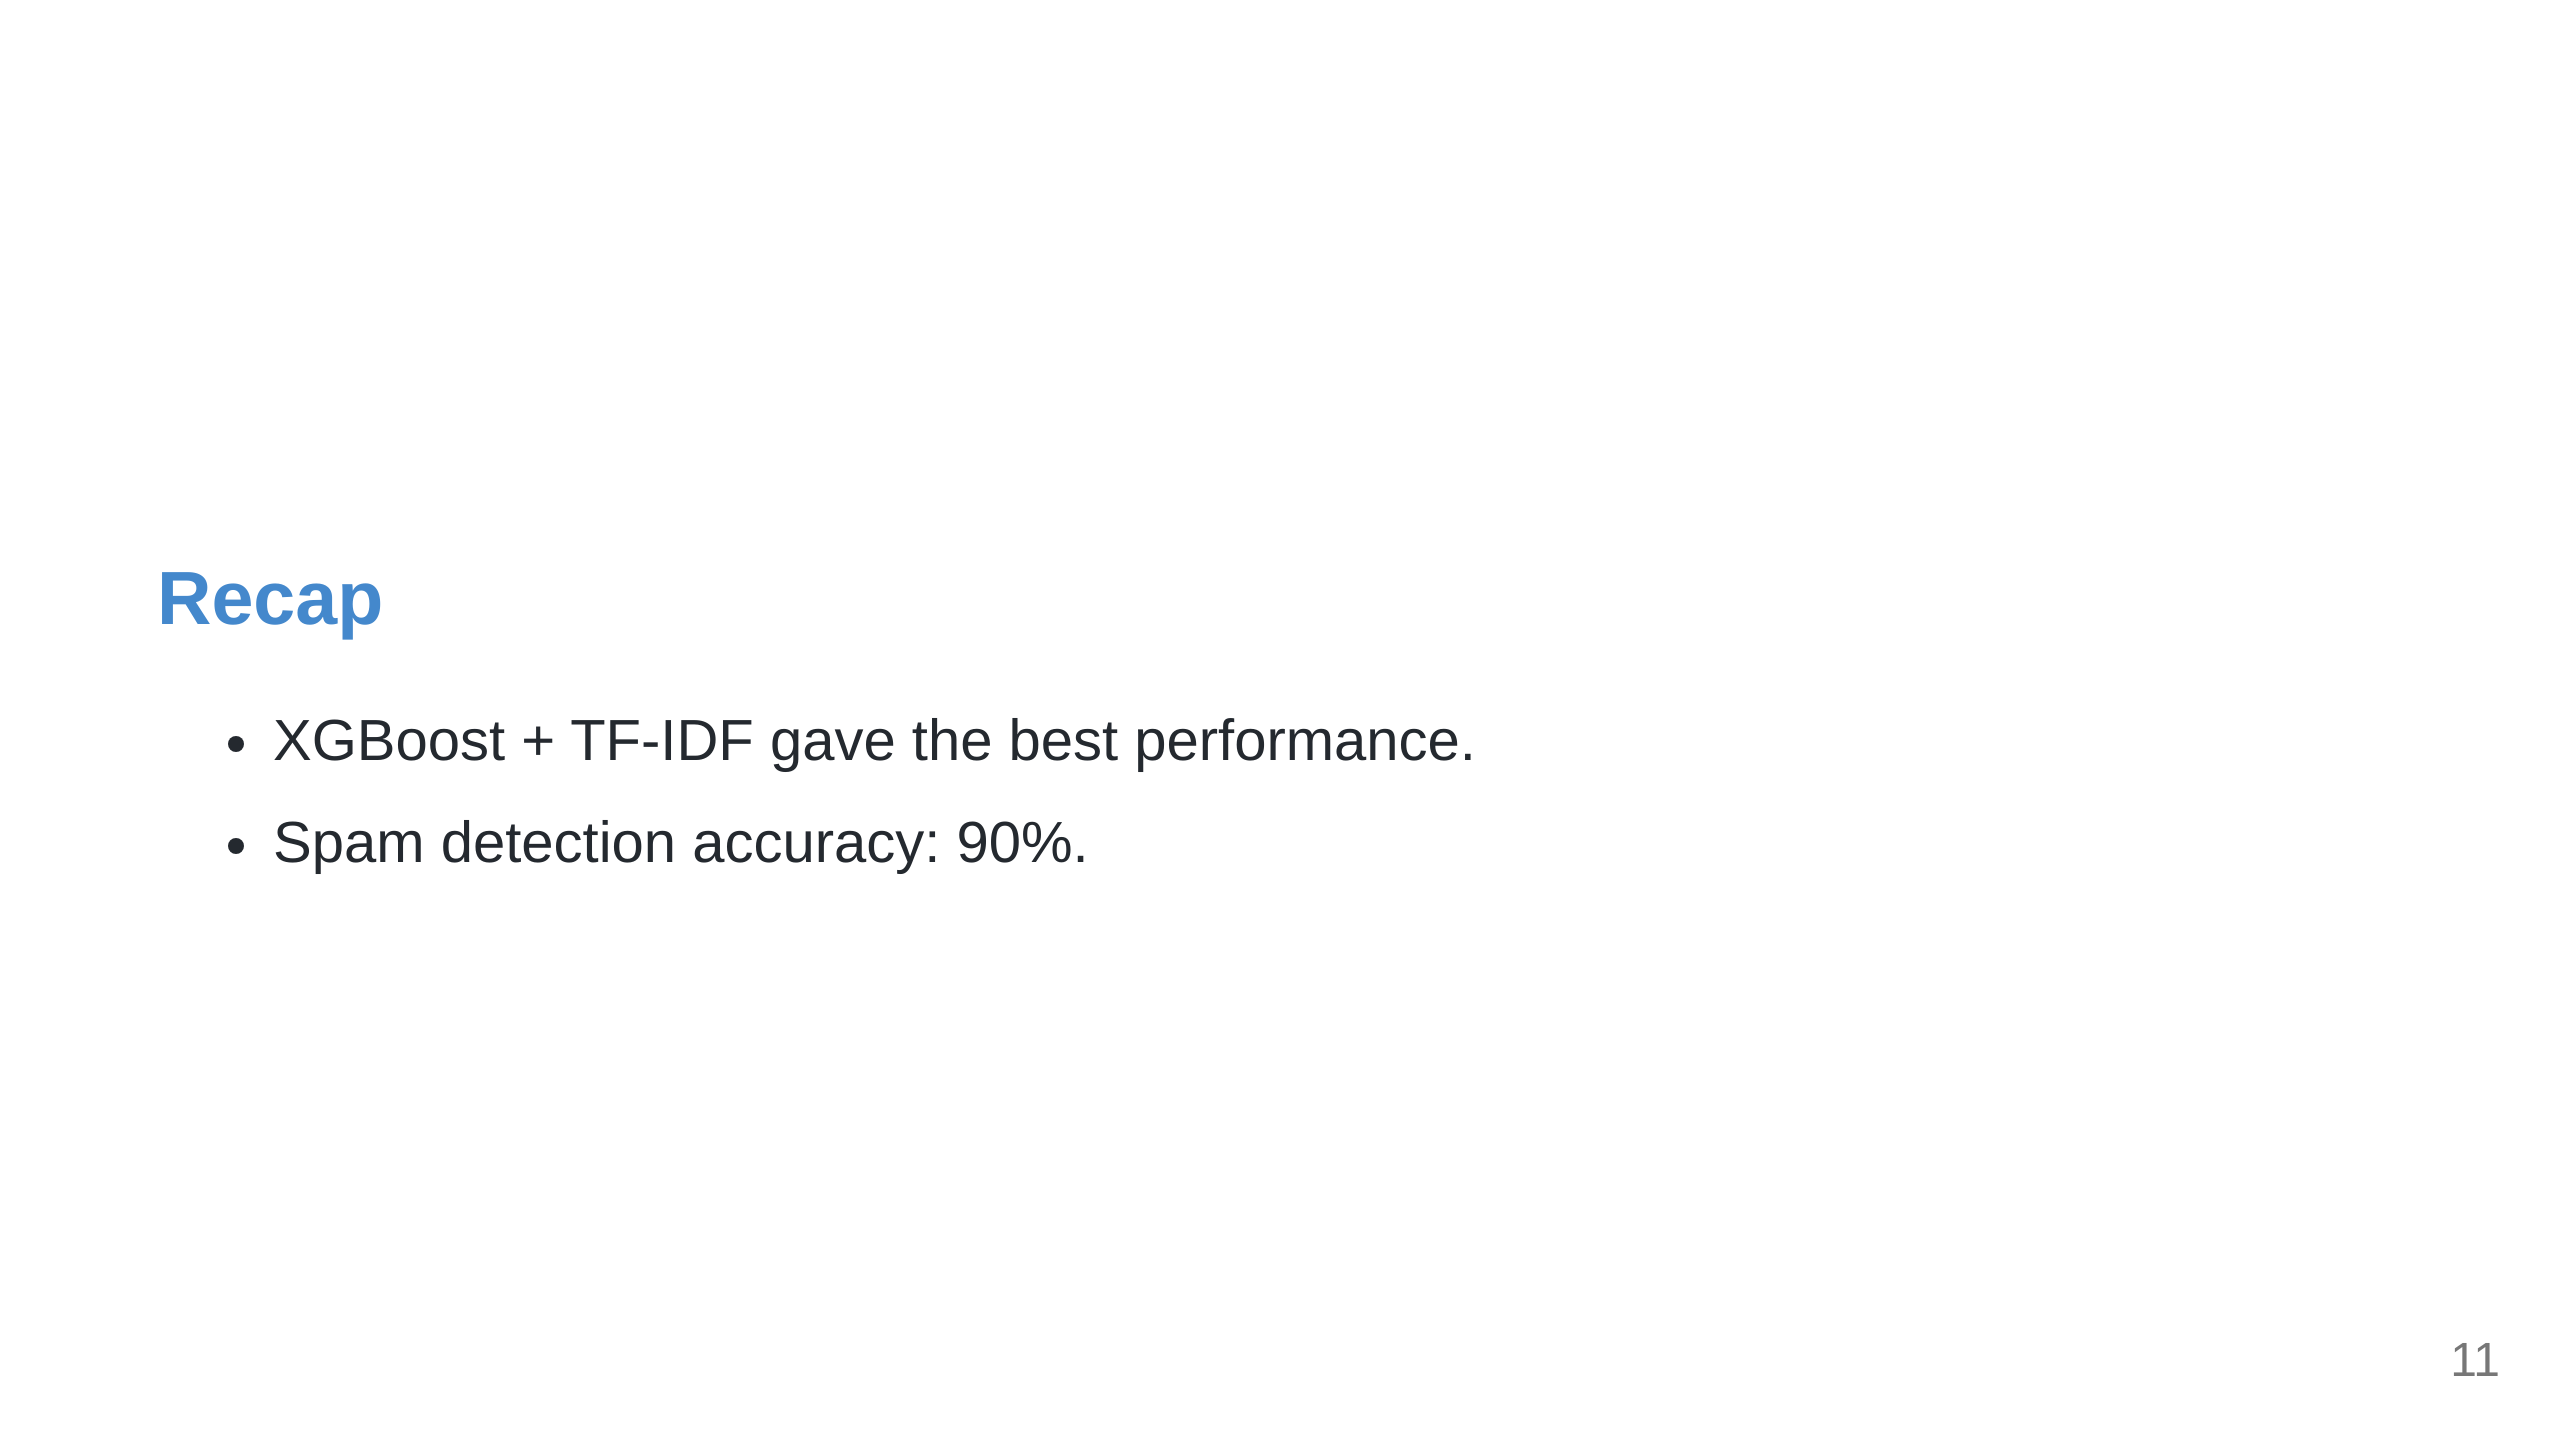 Recap
• XGBoost + TF-IDF gave the best performance.
• Spam detection accuracy: 90%.
11